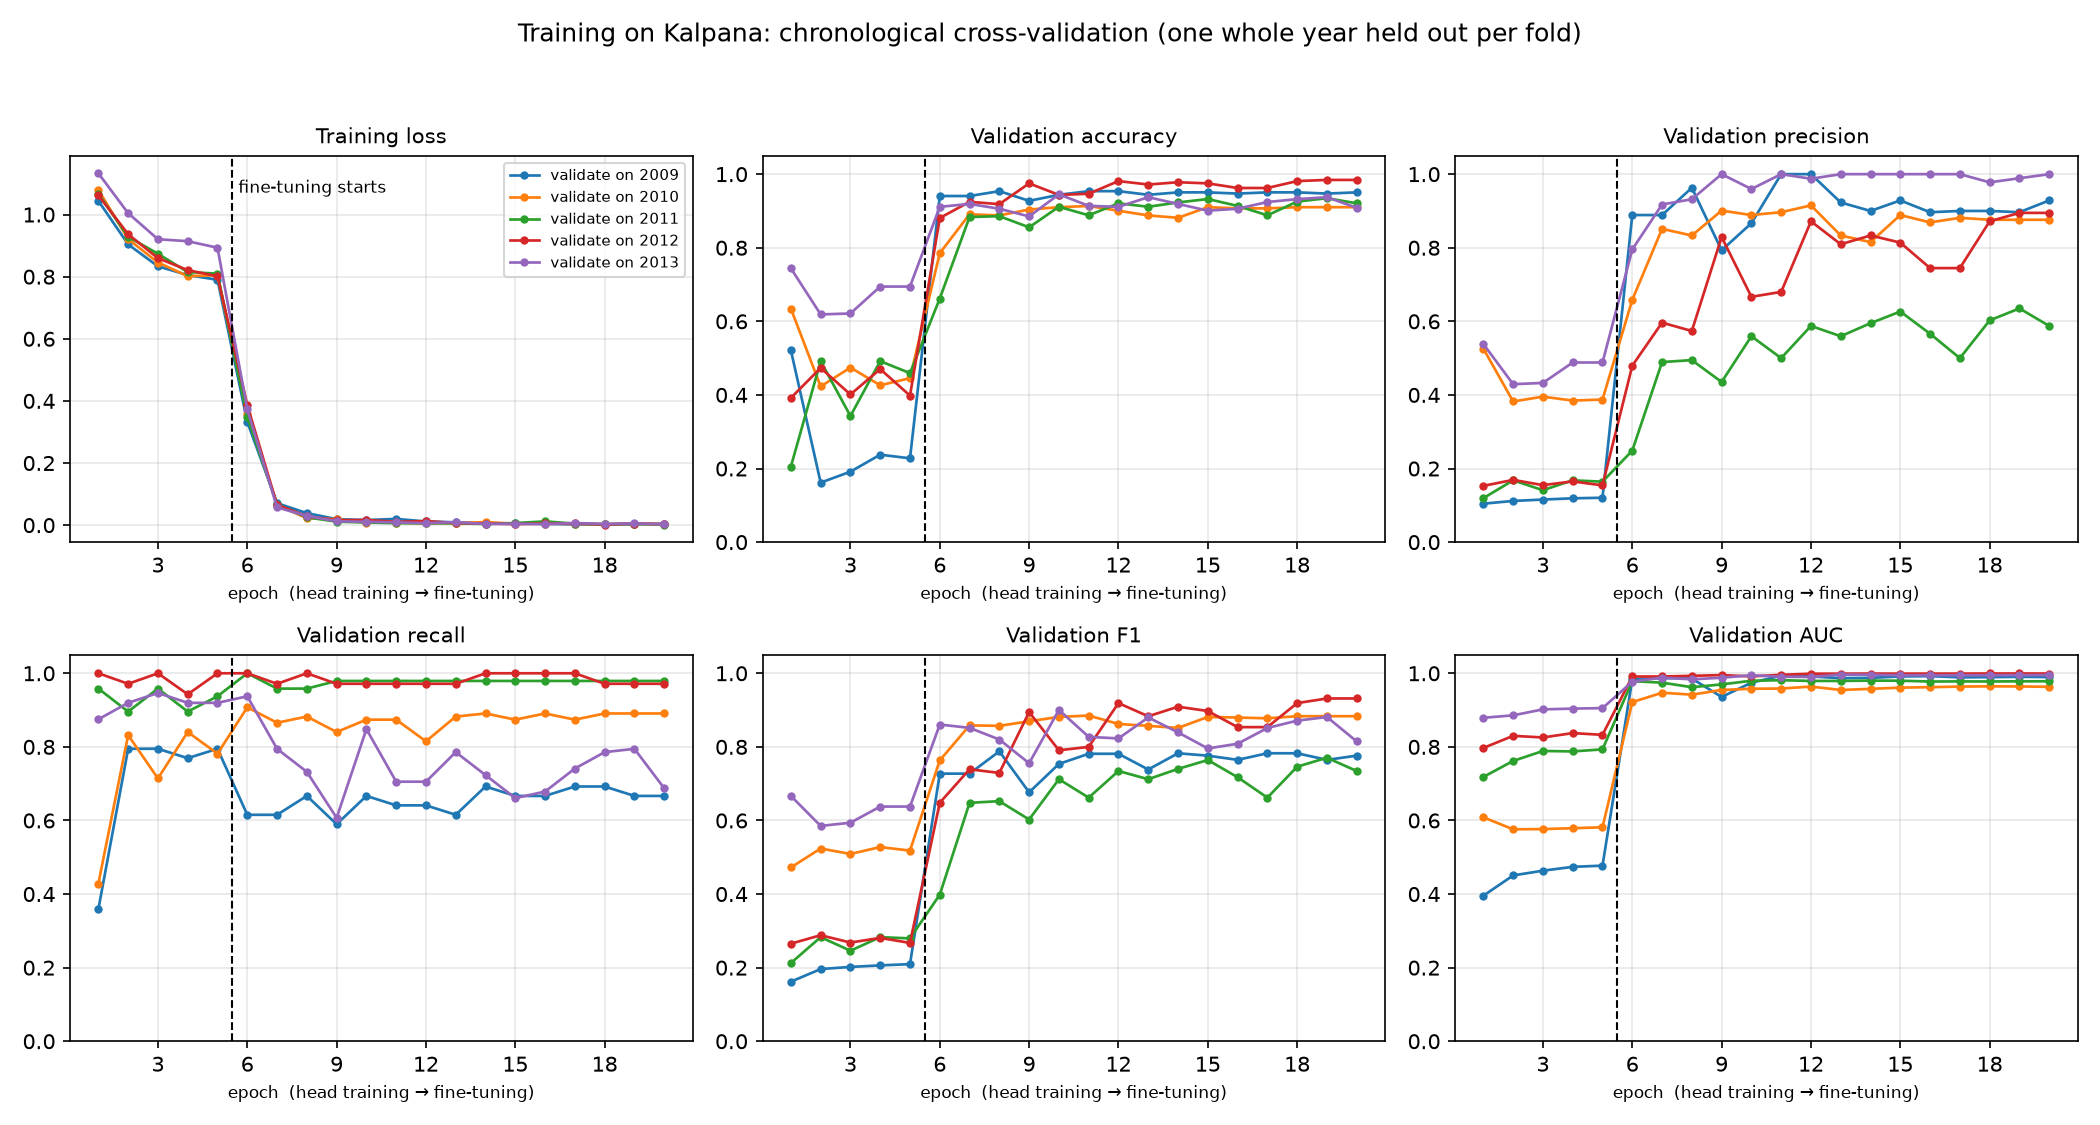 Training on Kalpana: chronological cross-validation (one whole year held out per fold)
Training loss
fine-tuning starts
validate on 2009
validate on 2010
validate on 2011
validate on 2012
validate on 2013
1.0
0.8
0.6
0.4
0.2
0.0
3 6 9 12 15 18
epoch (head training → fine-tuning)
Validation accuracy
1.0
0.8
0.6
0.4
0.2
0.0
3 6 9 12 15 18
epoch (head training → fine-tuning)
Validation precision
1.0
0.8
0.6
0.4
0.2
0.0
3 6 9 12 15 18
epoch (head training → fine-tuning)
Validation recall
1.0
0.8
0.6
0.4
0.2
0.0
3 6 9 12 15 18
epoch (head training → fine-tuning)
Validation F1
1.0
0.8
0.6
0.4
0.2
0.0
3 6 9 12 15 18
epoch (head training → fine-tuning)
Validation AUC
1.0
0.8
0.6
0.4
0.2
0.0
3 6 9 12 15 18
epoch (head training → fine-tuning)